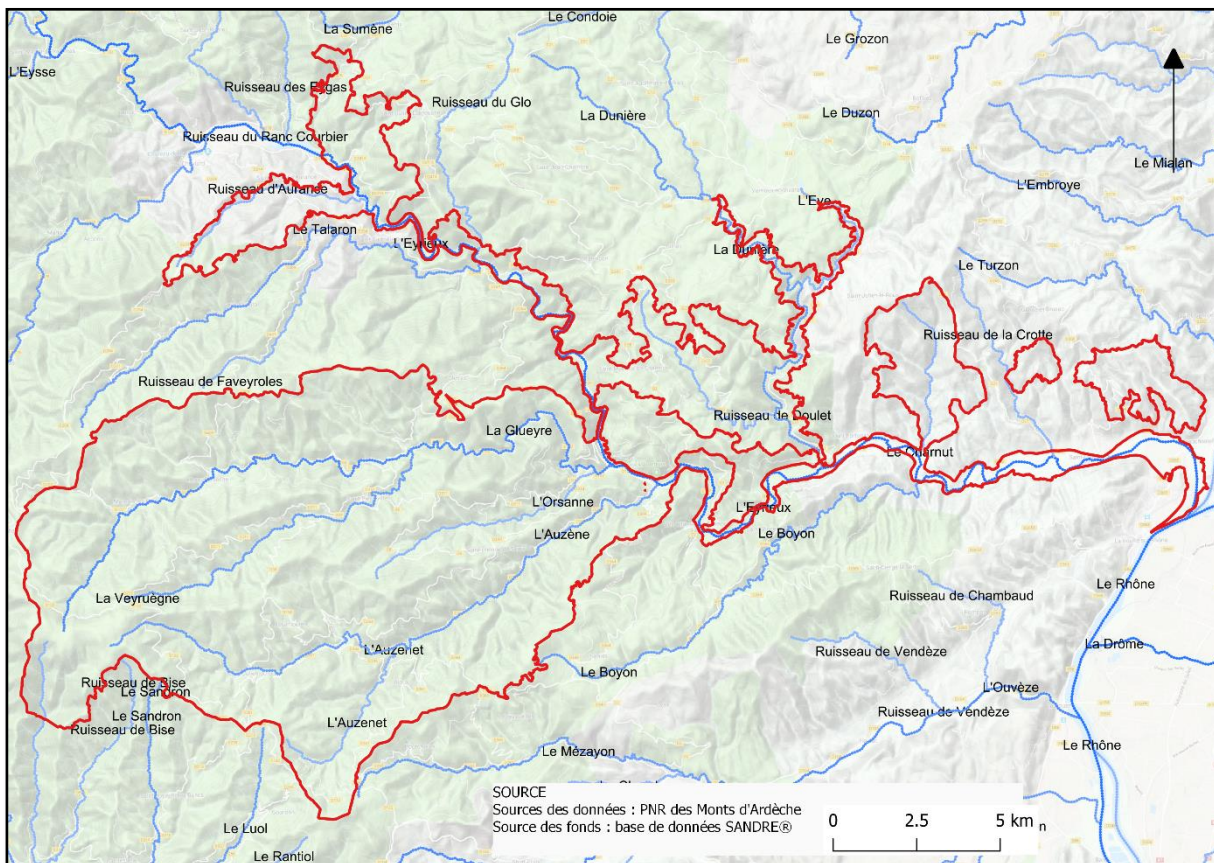 Le Condoie
La Sumène
Le Grozon
L'Eysse
Ruisseau des Eygas
Ruisseau du Glo
Le Duzon
La Dunière
Ruisseau du Ranc Courbier
Le Mialan
L'Embroye
Ruisseau d'Aurance
L'Eve
Le Talaron
L'Eyrieux
La Dunière
Le Turzon
Ruisseau de la Crotte
Ruisseau de Faveyroles
Ruisseau de Doulet
La Glueyre
Le Charnut
L'Orsanne
L'Eyrieux
L'Auzène
Le Boyon
Le Rhône
La Veyruegne
Ruisseau de Chambaud
La Drôme
L'Auzenet
Ruisseau de Vendèze
Le Boyon
Ruisseau de Bise
Le Sandron
L'Ouvèze
Le Sandron
Ruisseau de Vendèze
L'Auzenet
Ruisseau de Bise
Le Rhône
Le Mézayon
SOURCE
Sources des données : PNR des Monts d'Ardèche
Source des fonds : base de données SANDRE®
0 2.5 5 km
Le Luol
Le Rantiol